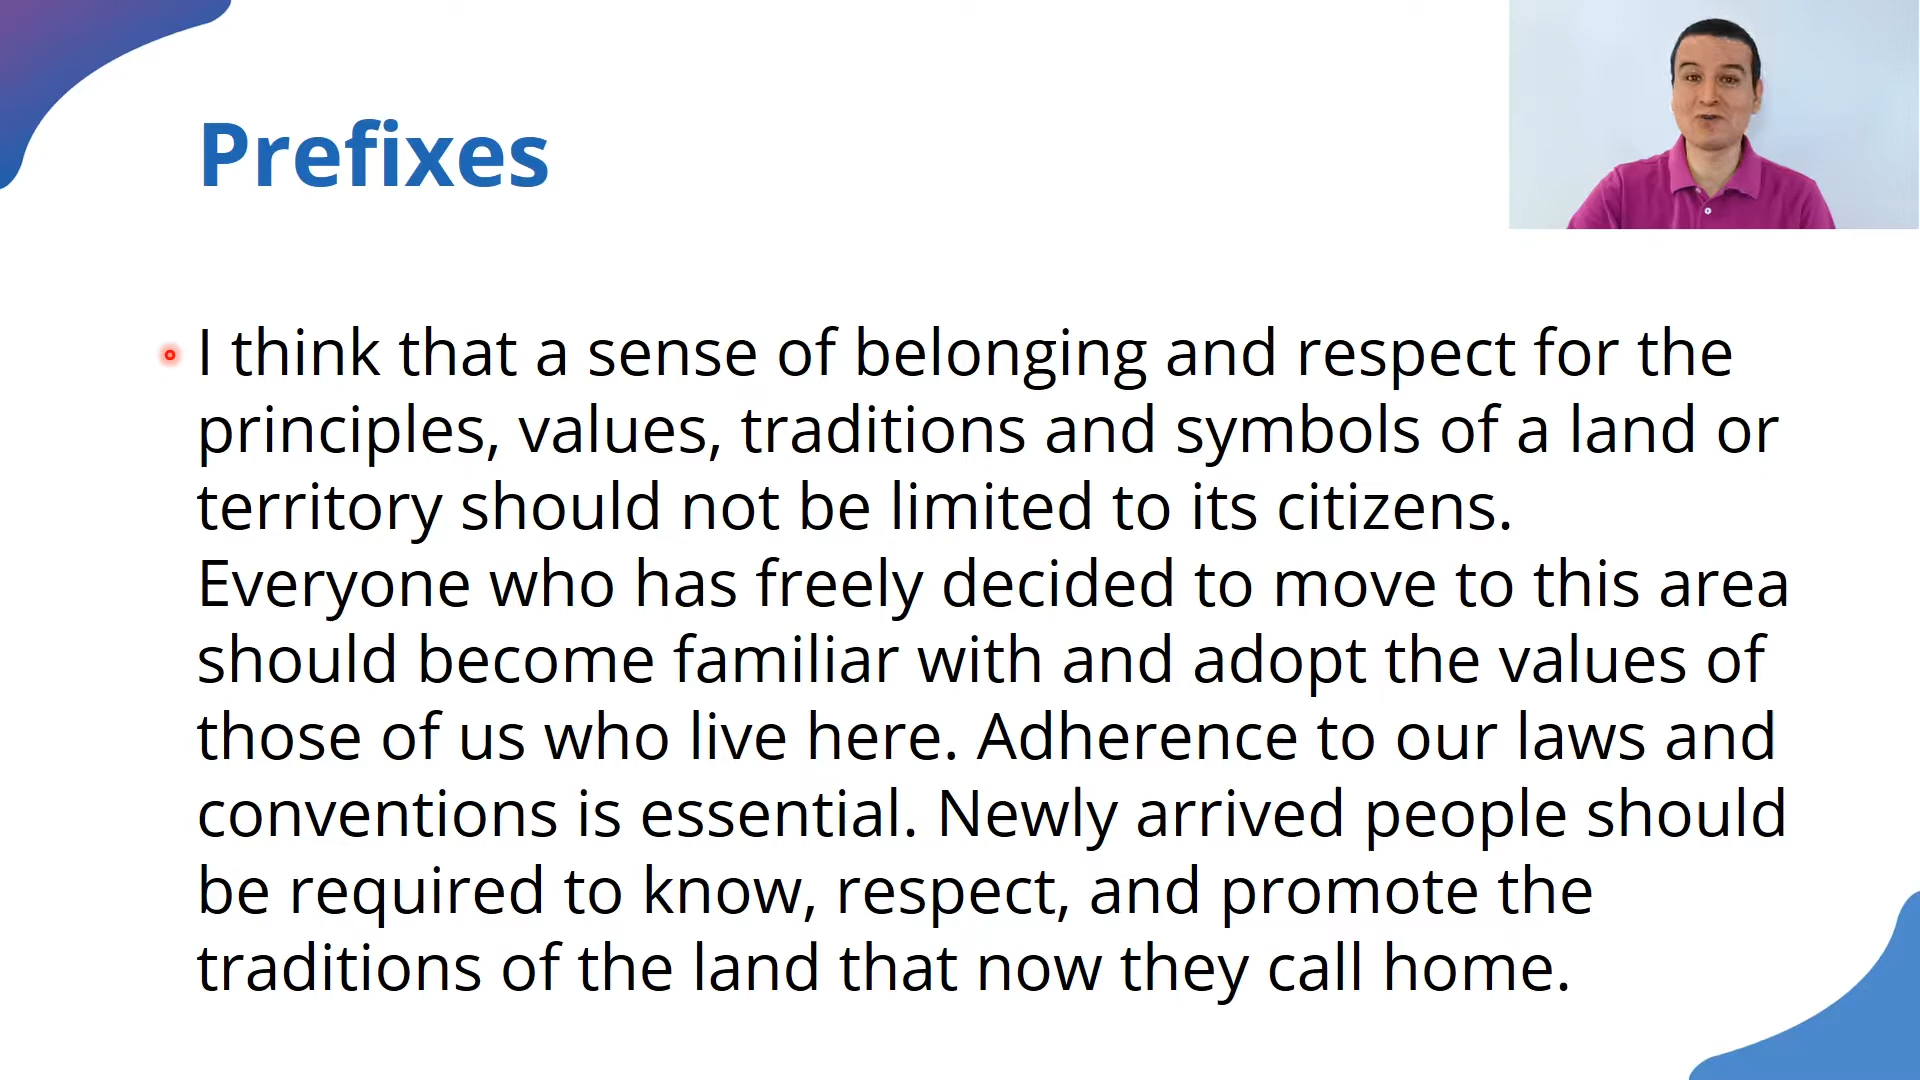 Prefixes
I think that a sense of belonging and respect for the
principles, values, traditions and symbols of a land or
territory should not be limited to its citizens.
Everyone who has freely decided to move to this area
should become familiar with and adopt the values of
those of us who live here. Adherence to our laws and
conventions is essential. Newly arrived people should
be required to know, respect, and promote the
traditions of the land that now they call home.